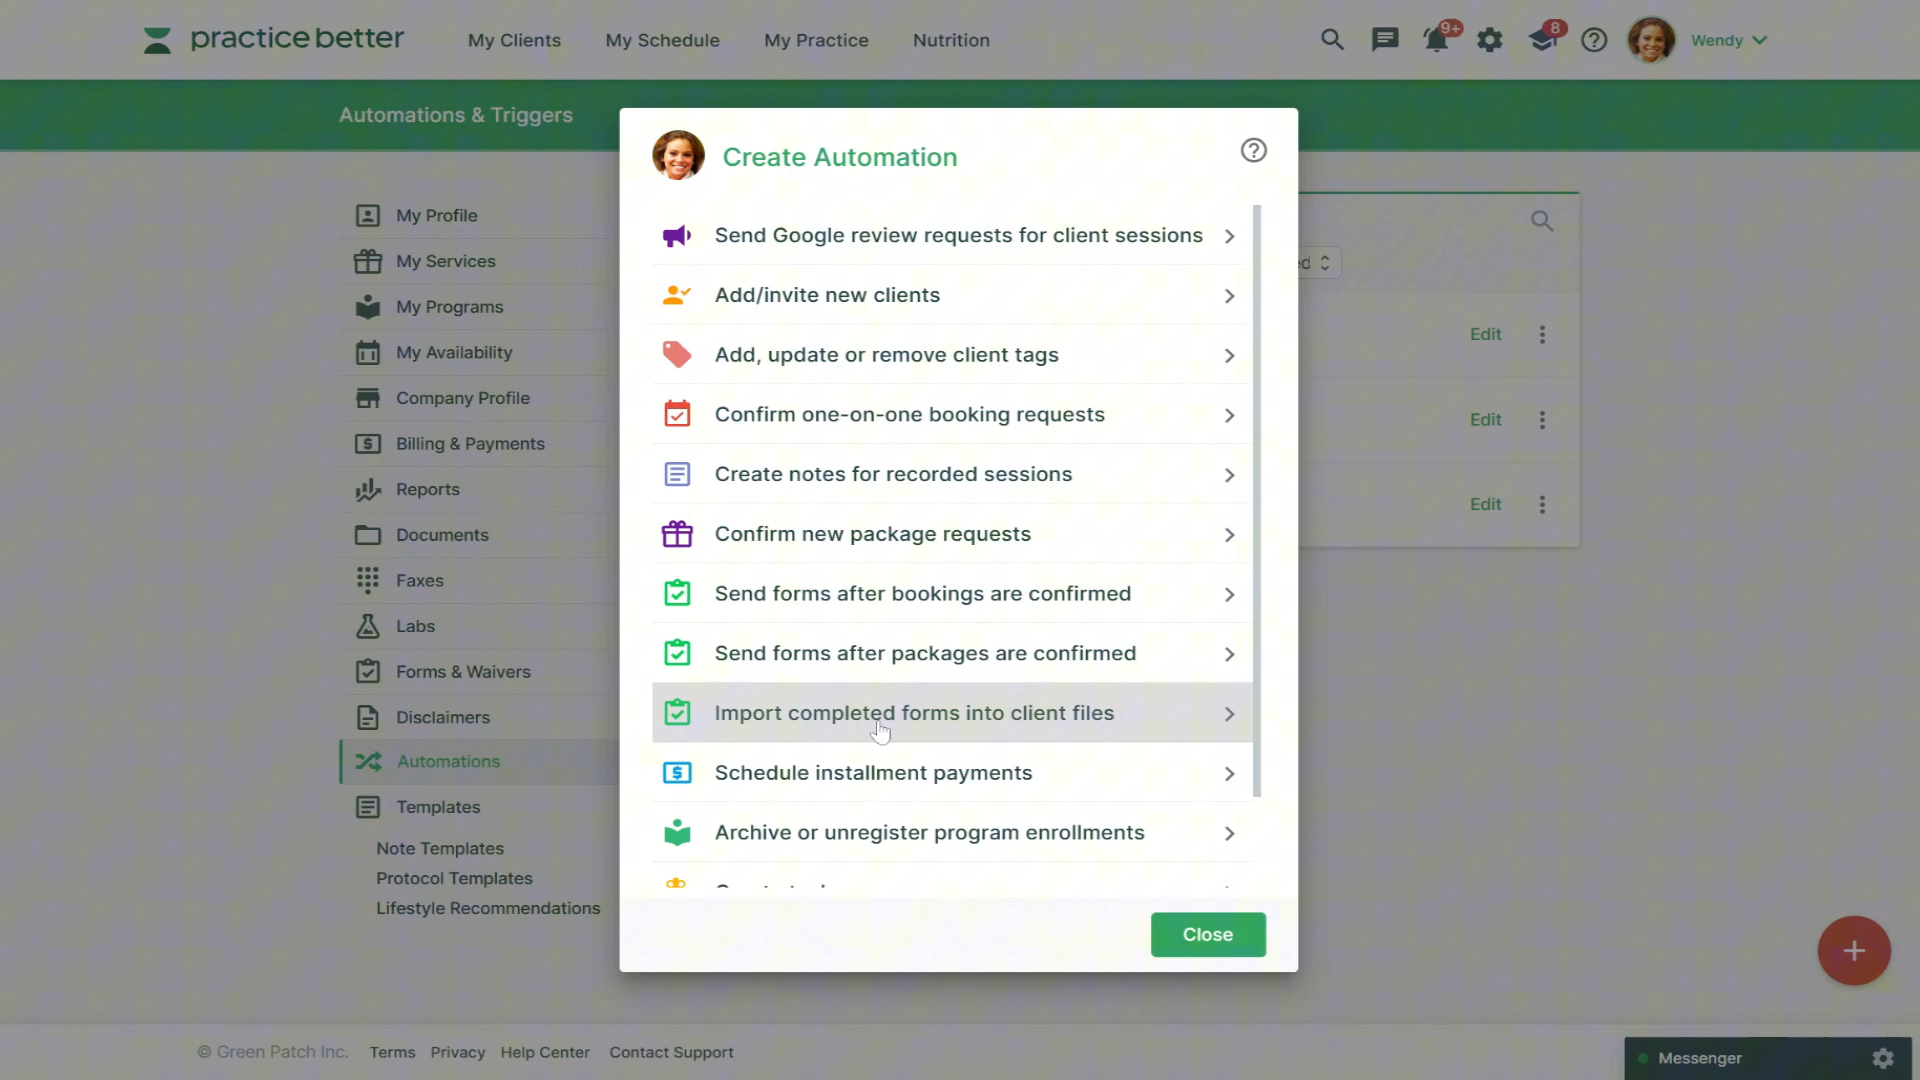 practice better
My Clients
My Schedule
My Practice
Nutrition
9+
8
Wendy
Automations & Triggers
My Profile
My Services
My Programs
My Availability
Company Profile
Billing & Payments
Reports
Documents
Faxes
Labs
Forms & Waivers
Disclaimers
Automations
Templates
Note Templates
Protocol Templates
Lifestyle Recommendations
Create Automation
Send Google review requests for client sessions
Add/invite new clients
Add, update or remove client tags
Confirm one-on-one booking requests
Create notes for recorded sessions
Confirm new package requests
Send forms after bookings are confirmed
Send forms after packages are confirmed
Import completed forms into client files
Schedule installment payments
Archive or unregister program enrollments
Close
ed
Edit
Edit
Edit
© Green Patch Inc.
Terms
Privacy
Help Center
Contact Support
Messenger